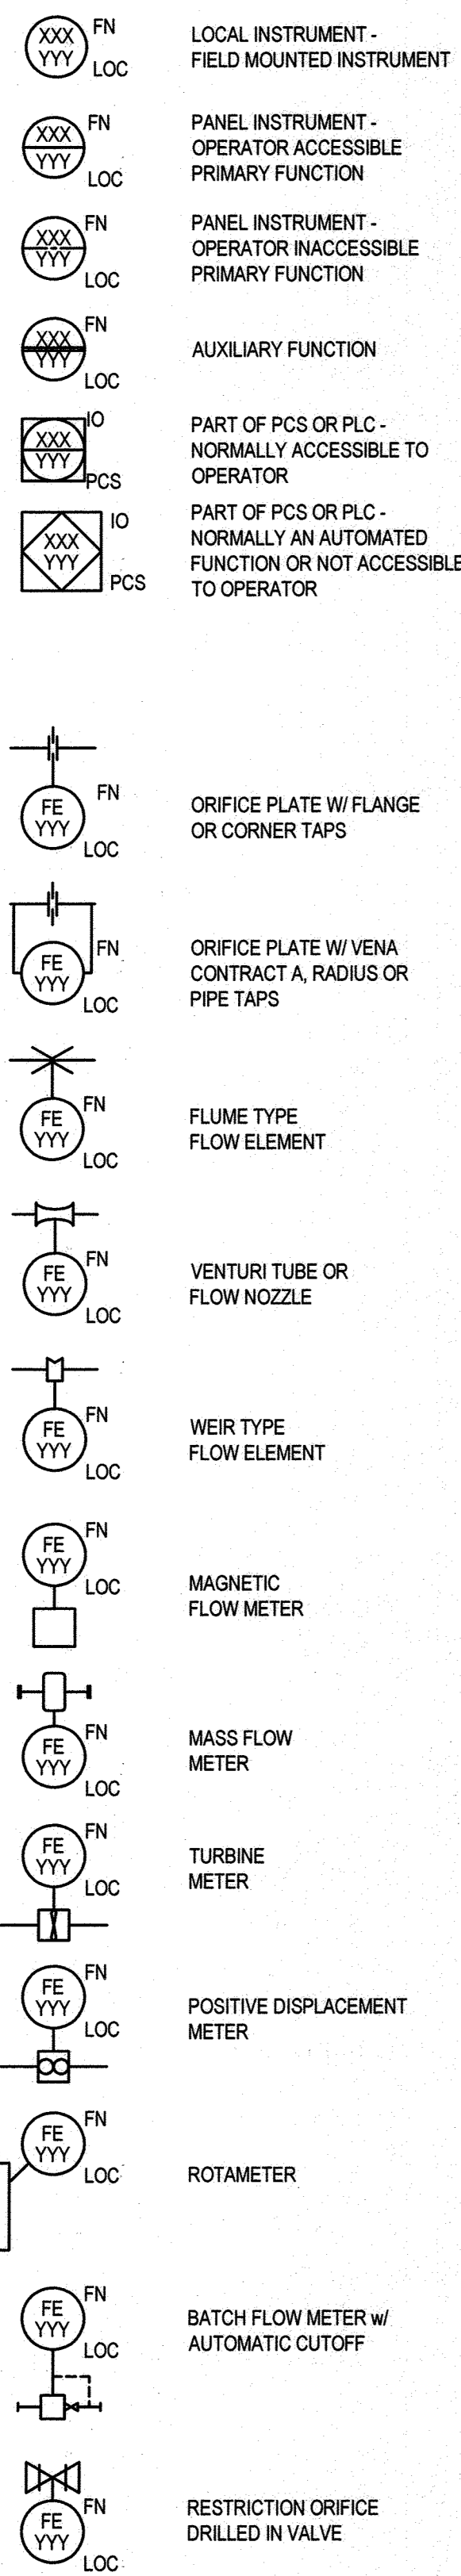 XXX
YYY
FN
LOC
LOCAL INSTRUMENT -
FIELD MOUNTED INSTRUMENT
XXX
YYY
FN
LOC
PANEL INSTRUMENT -
OPERATOR ACCESSIBLE
PRIMARY FUNCTION
XXX
YYY
FN
LOC
PANEL INSTRUMENT -
OPERATOR INACCESSIBLE
PRIMARY FUNCTION
XXX
YYY
FN
LOC
AUXILIARY FUNCTION
XXX
YYY
IO
PCS
PART OF PCS OR PLC -
NORMALLY ACCESSIBLE TO
OPERATOR
XXX
YYY
IO
PCS
PART OF PCS OR PLC -
NORMALLY AN AUTOMATED
FUNCTION OR NOT ACCESSIBLE
TO OPERATOR
FE
YYY
FN
LOC
ORIFICE PLATE W/ FLANGE
OR CORNER TAPS
FE
YYY
FN
LOC
ORIFICE PLATE W/ VENA
CONTRACT A, RADIUS OR
PIPE TAPS
FE
YYY
FN
LOC
FLUME TYPE
FLOW ELEMENT
FE
YYY
FN
LOC
VENTURI TUBE OR
FLOW NOZZLE
FE
YYY
FN
LOC
WEIR TYPE
FLOW ELEMENT
FE
YYY
FN
LOC
MAGNETIC
FLOW METER
FE
YYY
FN
LOC
MASS FLOW
METER
FE
YYY
FN
LOC
TURBINE
METER
FE
YYY
FN
LOC
POSITIVE DISPLACEMENT
METER
FE
YYY
FN
LOC
ROTAMETER
FE
YYY
FN
LOC
BATCH FLOW METER w/
AUTOMATIC CUTOFF
FE
YYY
FN
LOC
RESTRICTION ORIFICE
DRILLED IN VALVE